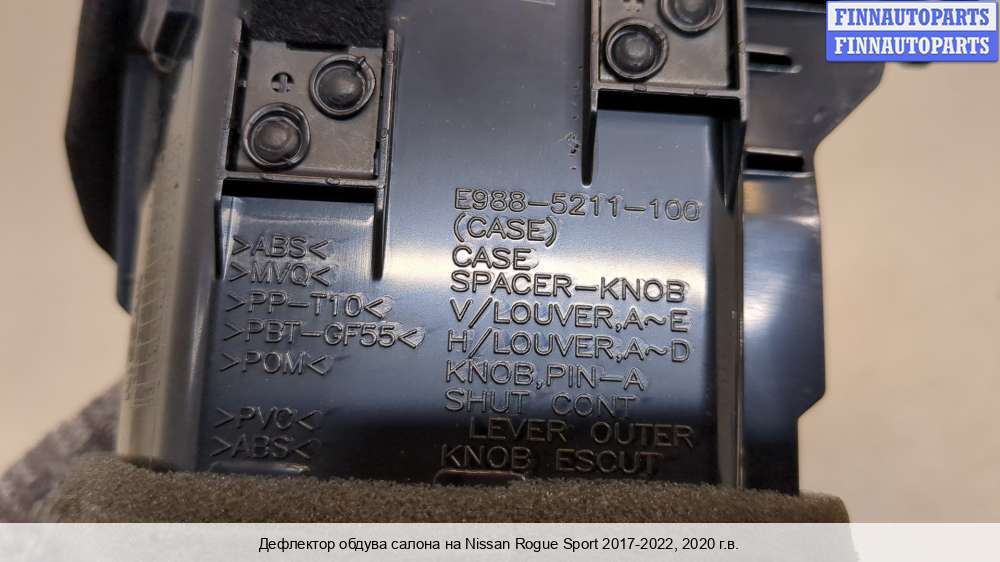 FINNAUTOPARTS
FINNAUTOPARTS
E988-5211-100
(CASE)
>ABS< CASE
>MVQ< SPACER-KNOB
>PP-T10< V/LOUVER,A~E
>PBT-GF55< H/LOUVER,A~D
>POM< KNOB,PIN-A
SHUT CONT
>PVC< LEVER OUTER
>ABS< KNOB ESCUT
Дефлектор обдува салона на Nissan Rogue Sport 2017-2022, 2020 г.в.